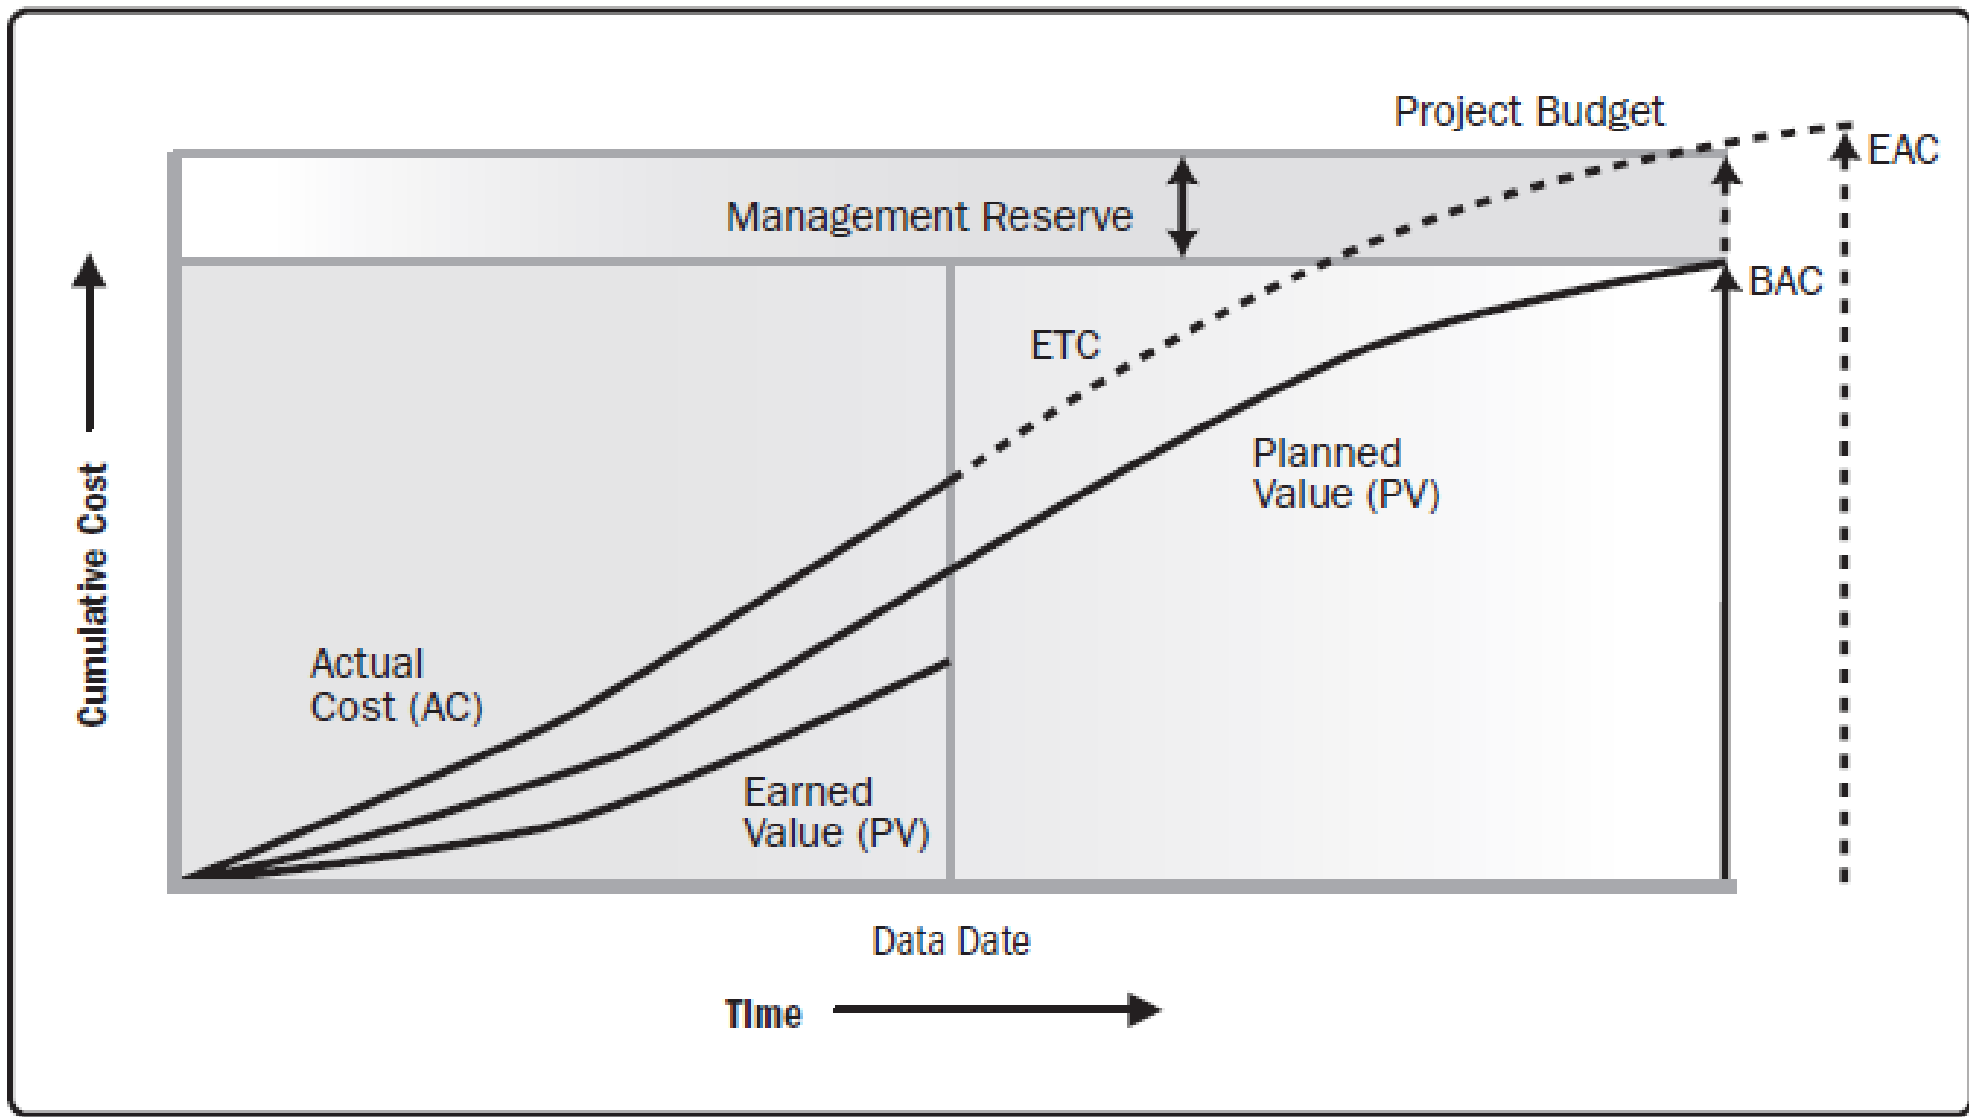 Project Budget
EAC
Management Reserve
BAC
ETC
Planned
Value (PV)
Cumulative Cost
Actual
Cost (AC)
Earned
Value (PV)
Data Date
Time